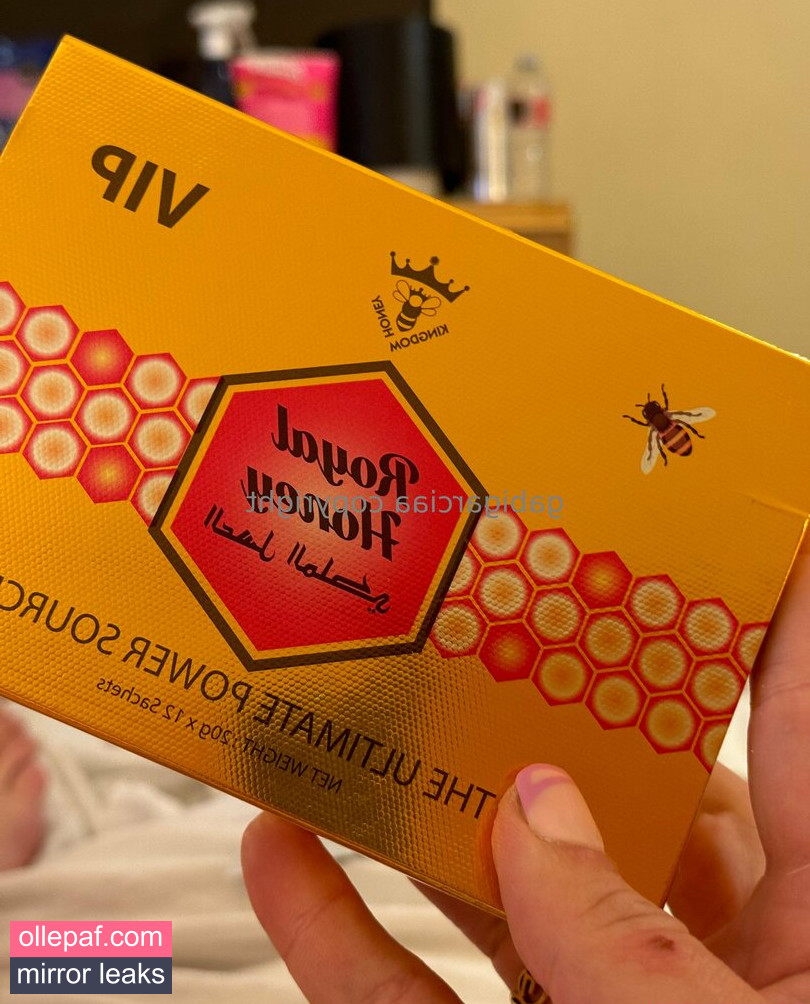 VIP
KINGDOM HONEY
Royal
Honey
العسل الملكي
gabigarciaa copyright
THE ULTIMATE POWER SOURC
NET WEIGHT : 20g x 12 Sachets
ollepaf.com
mirror leaks